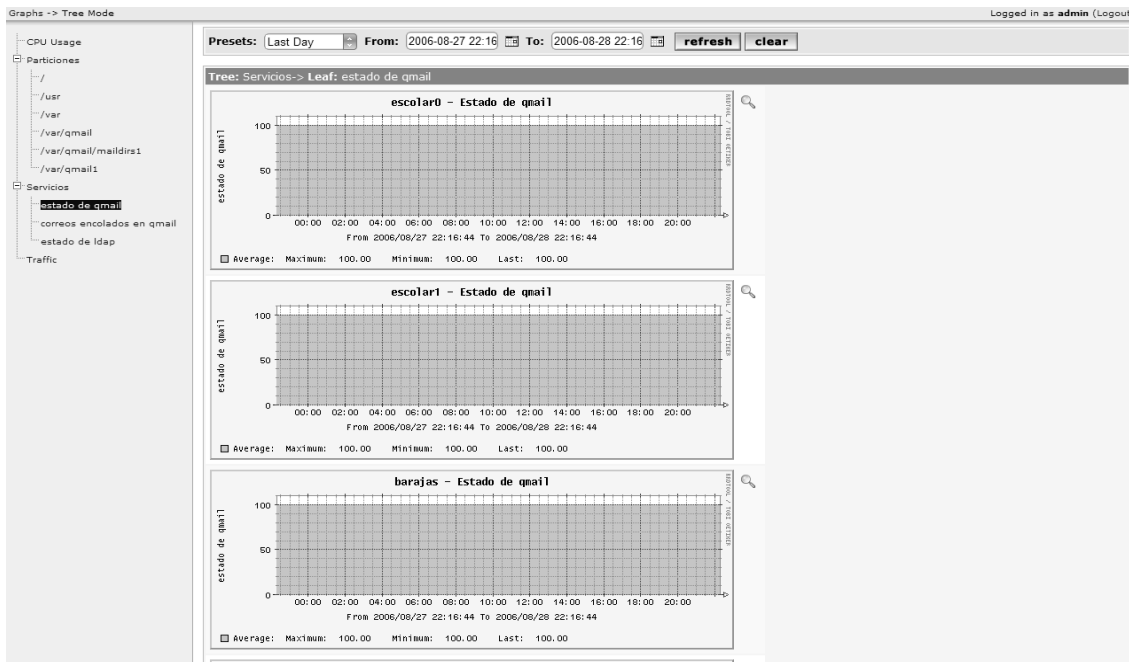 Graphs -> Tree Mode
Logged in as admin (Logout
CPU Usage
Particiones
/
/usr
/var
/var/qmail
/var/qmail/maildirs1
/var/qmail1
Servicios
estado de qmail
correos encolados en qmail
estado de ldap
Traffic
Presets: Last Day From: 2006-08-27 22:16 To: 2006-08-28 22:16 refresh clear
Tree: Servicios-> Leaf: estado de qmail
escolar0 - Estado de qmail
RRDTOOL / TOBI OETIKER
estado de qmail
100
50
0
00:00 02:00 04:00 06:00 08:00 10:00 12:00 14:00 16:00 18:00 20:00
From 2006/08/27 22:16:44 To 2006/08/28 22:16:44
Average: Maximum: 100.00 Minimum: 100.00 Last: 100.00
escolar1 - Estado de qmail
RRDTOOL / TOBI OETIKER
estado de qmail
100
50
0
00:00 02:00 04:00 06:00 08:00 10:00 12:00 14:00 16:00 18:00 20:00
From 2006/08/27 22:16:44 To 2006/08/28 22:16:44
Average: Maximum: 100.00 Minimum: 100.00 Last: 100.00
barajas - Estado de qmail
RRDTOOL / TOBI OETIKER
estado de qmail
100
50
0
00:00 02:00 04:00 06:00 08:00 10:00 12:00 14:00 16:00 18:00 20:00
From 2006/08/27 22:16:44 To 2006/08/28 22:16:44
Average: Maximum: 100.00 Minimum: 100.00 Last: 100.00